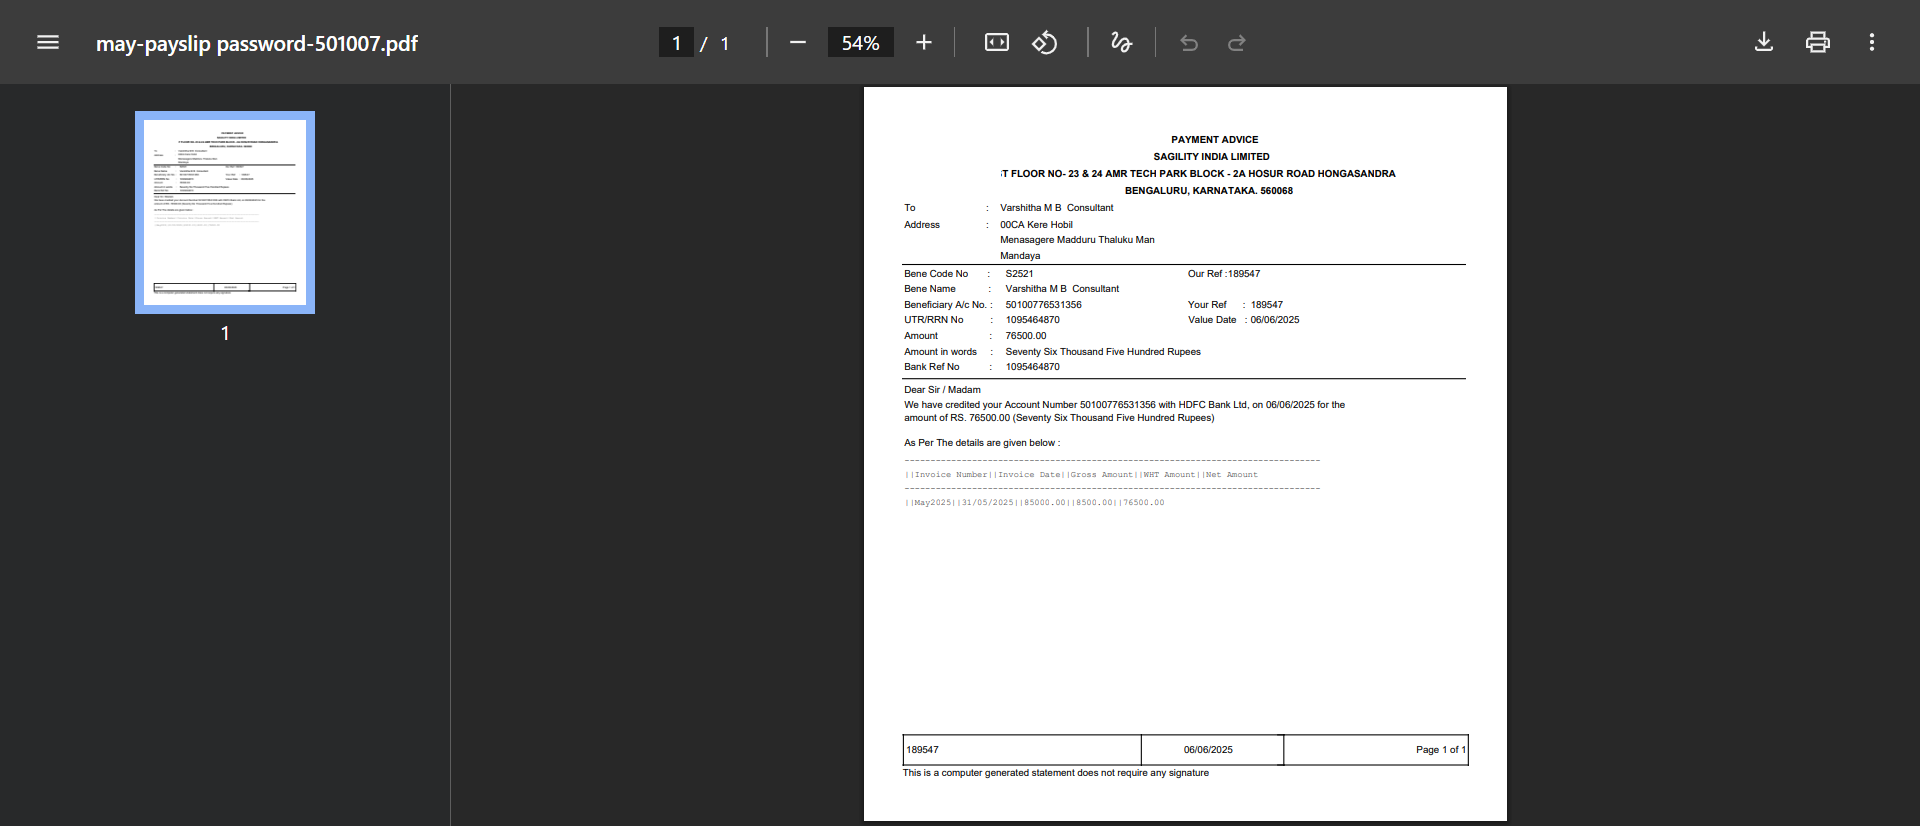 may-payslip password-501007.pdf
1 / 1
54%
1
PAYMENT ADVICE
SAGILITY INDIA LIMITED
T FLOOR NO- 23 & 24 AMR TECH PARK BLOCK - 2A HOSUR ROAD HONGASANDRA
BENGALURU, KARNATAKA. 560068
To : Varshitha M B Consultant
Address : 00CA Kere Hobil
Menasagere Madduru Thaluku Man
Mandaya
Bene Code No : S2521 Our Ref :189547
Bene Name : Varshitha M B Consultant
Beneficiary A/c No. : 50100776531356 Your Ref : 189547
UTR/RRN No : 1095464870 Value Date : 06/06/2025
Amount : 76500.00
Amount in words : Seventy Six Thousand Five Hundred Rupees
Bank Ref No : 1095464870
Dear Sir / Madam
We have credited your Account Number 50100776531356 with HDFC Bank Ltd, on 06/06/2025 for the
amount of RS. 76500.00 (Seventy Six Thousand Five Hundred Rupees)
As Per The details are given below :
--------------------------------------------------------------------------------
||Invoice Number||Invoice Date||Gross Amount||WHT Amount||Net Amount
--------------------------------------------------------------------------------
||May2025||31/05/2025||85000.00||8500.00||76500.00
189547 06/06/2025 Page 1 of 1
This is a computer generated statement does not require any signature